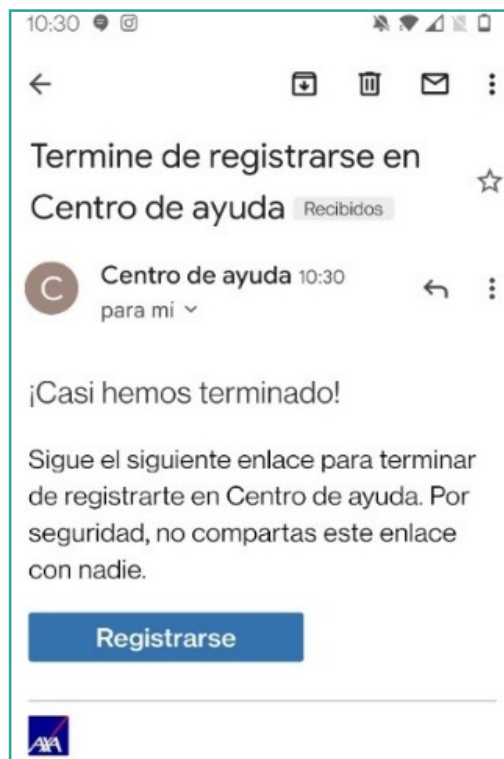 10:30
Termine de registrarse en
Centro de ayuda Recibidos
C
Centro de ayuda 10:30
para mí
¡Casi hemos terminado!
Sigue el siguiente enlace para terminar
de registrarte en Centro de ayuda. Por
seguridad, no compartas este enlace
con nadie.
Registrarse
AXA